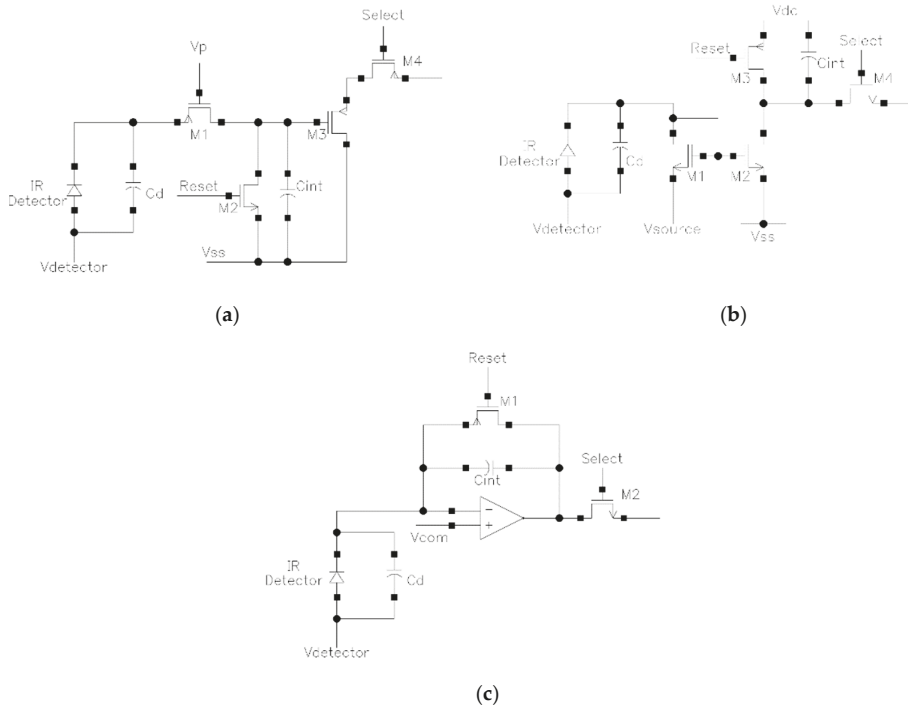 Select
Vp
M4
M1
M3
IR
Detector
Cd
Reset
M2
Cint
Vss
Vdetector
(a)
Vdc
Reset
Select
M3
Cint
M4
V
IR
Detector
Cd
M1
M2
Vdetector
Vsource
Vss
(b)
Reset
M1
Cint
Select
M2
−
+
Vcom
IR
Detector
Cd
Vdetector
(c)